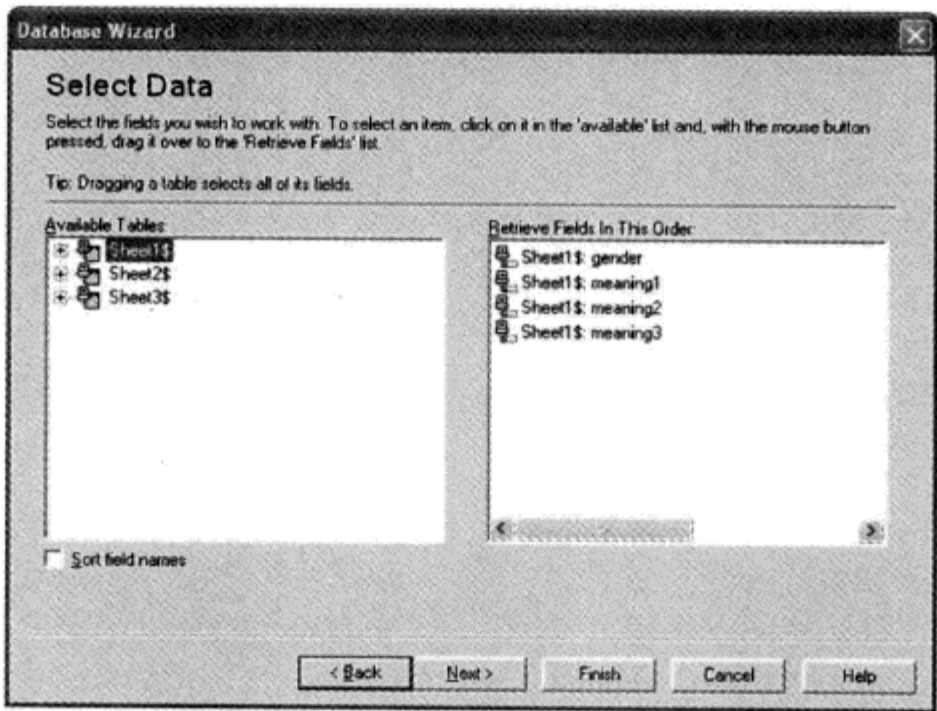 Database Wizard
Select Data
Select the fields you wish to work with. To select an item, click on it in the 'available' list and, with the mouse button
pressed, drag it over to the 'Retrieve Fields' list.
Tip: Dragging a table selects all of its fields.
Available Tables:
Sheet1$
Sheet2$
Sheet3$
Sort field names
Retrieve Fields In This Order:
Sheet1$: gender
Sheet1$: meaning1
Sheet1$: meaning2
Sheet1$: meaning3
< Back
Next >
Finish
Cancel
Help